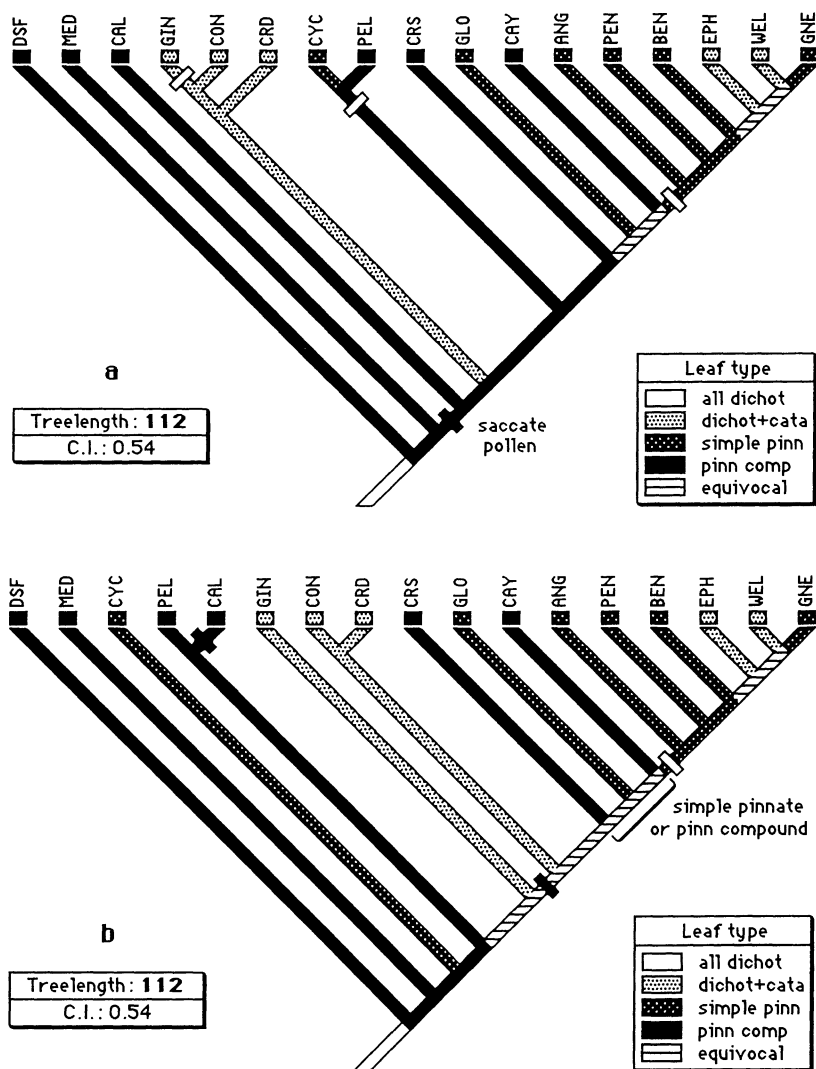 DSF MED CAL GIN CON CRD CYC PEL CRS GLO CAY ANG PEN BEN EPH WEL GNE
a
Treelength: 112
C.I.: 0.54
saccate
pollen
Leaf type
all dichot
dichot+cata
simple pinn
pinn comp
equivocal
DSF MED CYC PEL CAL GIN CON CRD CRS GLO CAY ANG PEN BEN EPH WEL GNE
simple pinnate
or pinn compound
b
Treelength: 112
C.I.: 0.54
Leaf type
all dichot
dichot+cata
simple pinn
pinn comp
equivocal